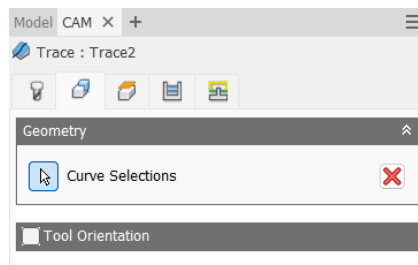 Model CAM × +
Trace : Trace2
Geometry
Curve Selections
Tool Orientation